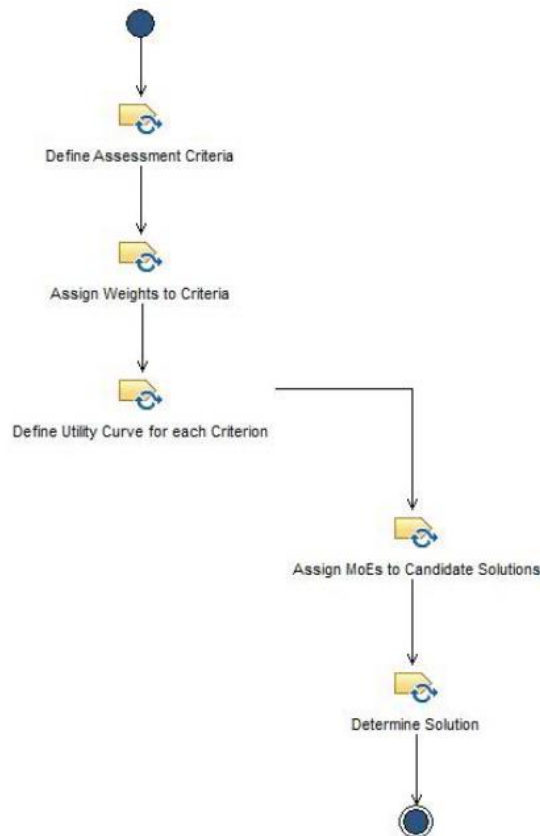 Define Assessment Criteria
Assign Weights to Criteria
Define Utility Curve for each Criterion
Assign MoEs to Candidate Solutions
Determine Solution